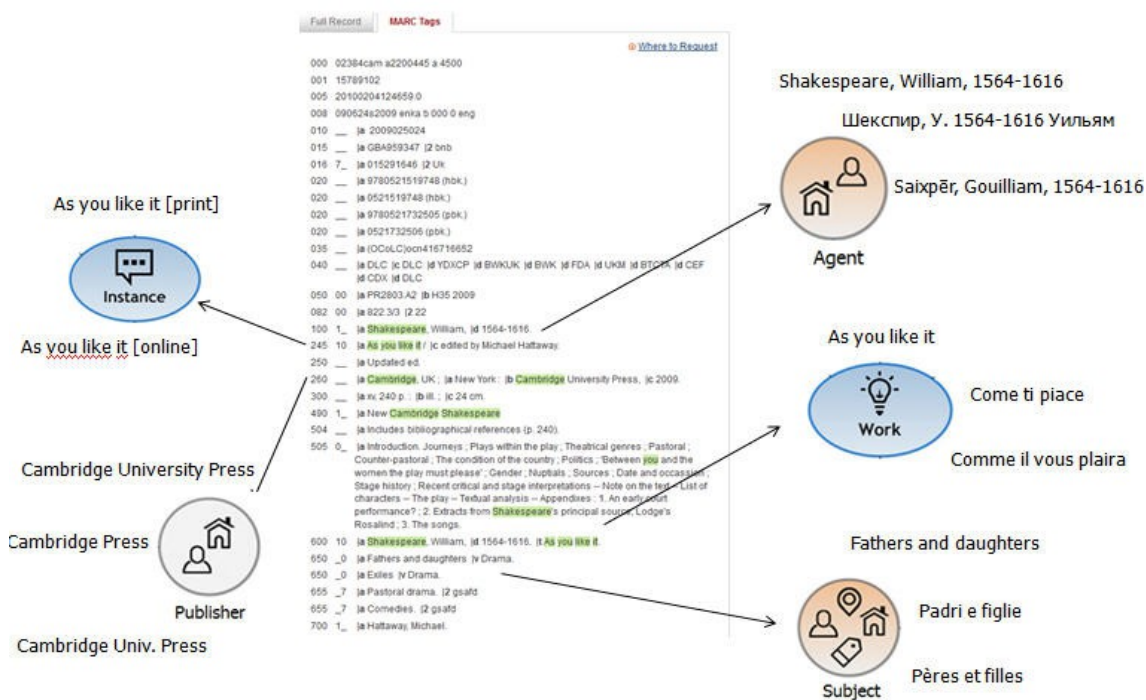 Full Record MARC Tags
Where to Request
000 02384cam a2200445 a 4500
001 15789102
005 20100204124659.0
008 090624s2009 enka b 000 0 eng
010 __ |a 2009025024
015 __ |a GBA959347 |2 bnb
016 7_ |a 015291646 |2 Uk
020 __ |a 9780521519748 (hbk.)
020 __ |a 0521519748 (hbk.)
020 __ |a 9780521732505 (pbk.)
020 __ |a 0521732506 (pbk.)
035 __ |a (OCoLC)ocn416716652
040 __ |a DLC |c DLC |d YDXCP |d BWKUK |d BWK |d FDA |d UKM |d BTCTA |d CEF
|d CDX |d DLC
050 00 |a PR2803.A2 |b H35 2009
082 00 |a 822.3/3 |2 22
100 1_ |a Shakespeare, William, |d 1564-1616.
245 10 |a As you like it / |c edited by Michael Hattaway.
250 __ |a Updated ed.
260 __ |a Cambridge, UK ; |a New York : |b Cambridge University Press, |c 2009.
300 __ |a xv, 240 p. : |b ill. ; |c 24 cm.
490 1_ |a New Cambridge Shakespeare
504 __ |a Includes bibliographical references (p. 240).
505 0_ |a Introduction. Journeys ; Plays within the play ; Theatrical genres ; Pastoral ;
Counter-pastoral ; The condition of the country ; Politics ; 'Between you and the
women the play must please' ; Gender ; Nuptials ; Sources ; Date and occassion ;
Stage history ; Recent critical and stage interpretations -- Note on the text -- List of
characters -- The play -- Textual analysis -- Appendixes : 1. An early court
performance? ; 2. Extracts from Shakespeare's principal source, Lodge's
Rosalind ; 3. The songs.
600 10 |a Shakespeare, William, |d 1564-1616. |t As you like it.
650 _0 |a Fathers and daughters |v Drama.
650 _0 |a Exiles |v Drama.
655 _7 |a Pastoral drama. |2 gsafd
655 _7 |a Comedies. |2 gsafd
700 1_ |a Hattaway, Michael.
As you like it [print]
Instance
As you like it [online]
Cambridge University Press
Cambridge Press
Publisher
Cambridge Univ. Press
Shakespeare, William, 1564-1616
Шекспир, У. 1564-1616 Уильям
Saixpēr, Gouilliam, 1564-1616
Agent
As you like it
Come ti piace
Work
Comme il vous plaira
Fathers and daughters
Padri e figlie
Pères et filles
Subject